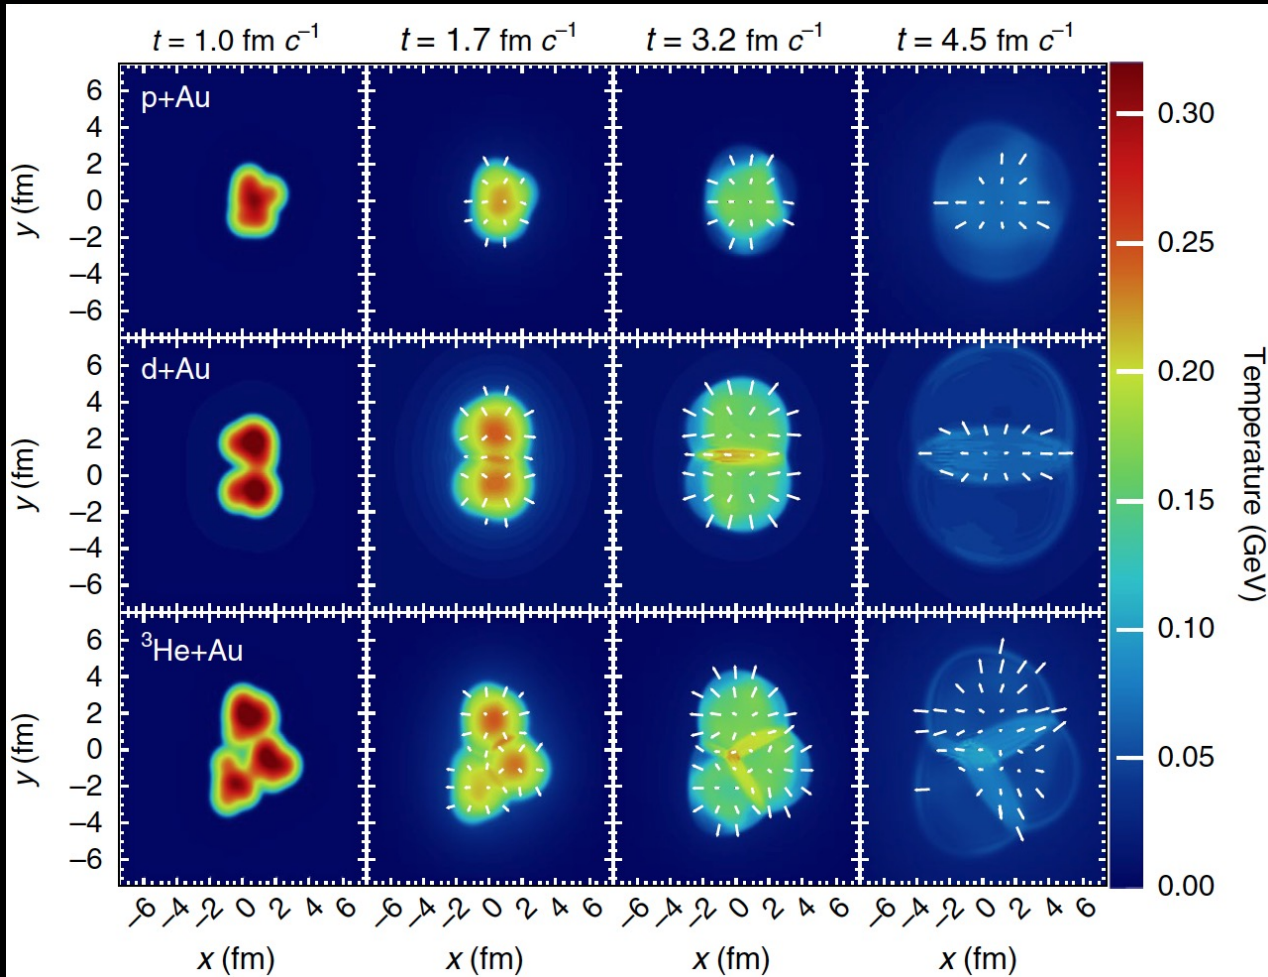 t = 1.0 fm c⁻¹ t = 1.7 fm c⁻¹ t = 3.2 fm c⁻¹ t = 4.5 fm c⁻¹
p+Au
y (fm)
6
4
2
0
−2
−4
−6
d+Au
y (fm)
6
4
2
0
−2
−4
−6
³He+Au
y (fm)
6
4
2
0
−2
−4
−6
−6 −4 −2 0 2 4 6 −6 −4 −2 0 2 4 6 −6 −4 −2 0 2 4 6 −6 −4 −2 0 2 4 6
x (fm) x (fm) x (fm) x (fm)
0.30
0.25
0.20
0.15
0.10
0.05
0.00
Temperature (GeV)